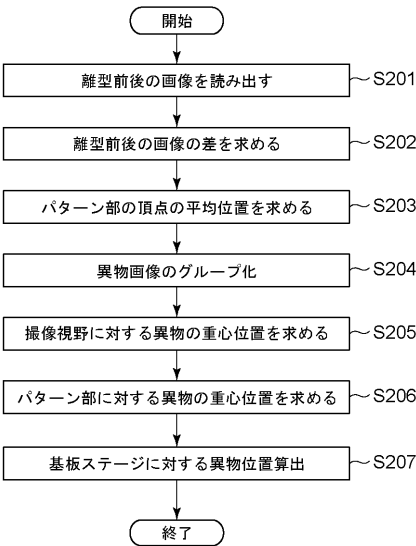 開始
離型前後の画像を読み出す S201
離型前後の画像の差を求める S202
パターン部の頂点の平均位置を求める S203
異物画像のグループ化 S204
撮像視野に対する異物の重心位置を求める S205
パターン部に対する異物の重心位置を求める S206
基板ステージに対する異物位置算出 S207
終了